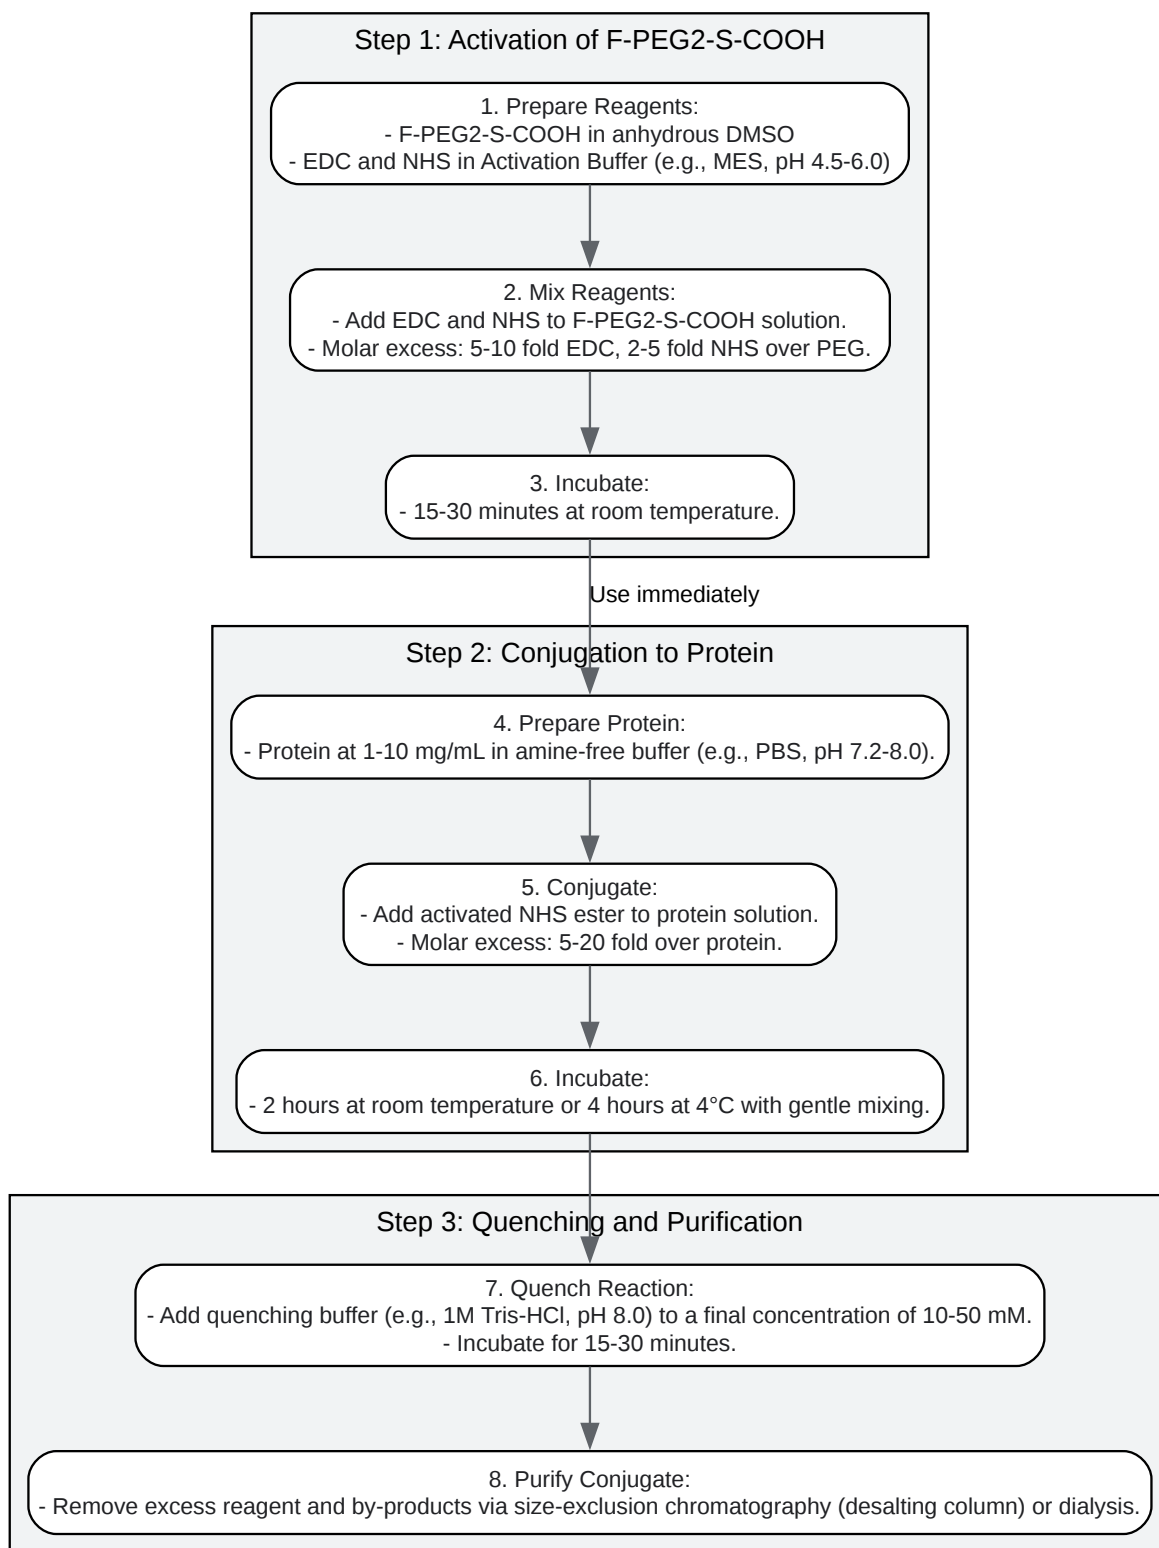 Step 1: Activation of F-PEG2-S-COOH
1. Prepare Reagents:
- F-PEG2-S-COOH in anhydrous DMSO
- EDC and NHS in Activation Buffer (e.g., MES, pH 4.5-6.0)
2. Mix Reagents:
- Add EDC and NHS to F-PEG2-S-COOH solution.
- Molar excess: 5-10 fold EDC, 2-5 fold NHS over PEG.
3. Incubate:
- 15-30 minutes at room temperature.
Use immediately
Step 2: Conjugation to Protein
4. Prepare Protein:
- Protein at 1-10 mg/mL in amine-free buffer (e.g., PBS, pH 7.2-8.0).
5. Conjugate:
- Add activated NHS ester to protein solution.
- Molar excess: 5-20 fold over protein.
6. Incubate:
- 2 hours at room temperature or 4 hours at 4°C with gentle mixing.
Step 3: Quenching and Purification
7. Quench Reaction:
- Add quenching buffer (e.g., 1M Tris-HCl, pH 8.0) to a final concentration of 10-50 mM.
- Incubate for 15-30 minutes.
8. Purify Conjugate:
- Remove excess reagent and by-products via size-exclusion chromatography (desalting column) or dialysis.